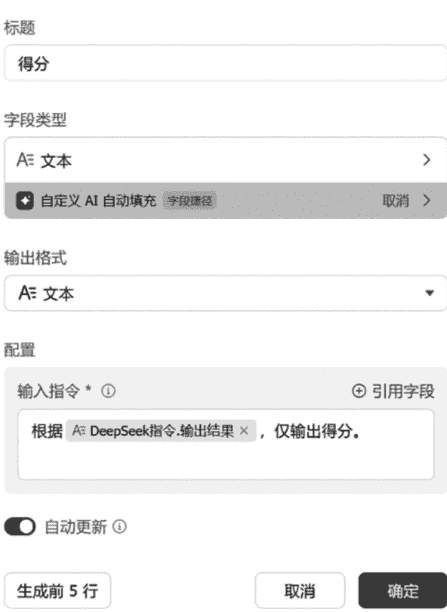 标题
得分
字段类型
A 文本
自定义 AI 自动填充 字段捷径 取消
输出格式
A 文本
配置
输入指令 * 引用字段
根据 A DeepSeek指令.输出结果 × ，仅输出得分。
自动更新
生成前 5 行 取消 确定